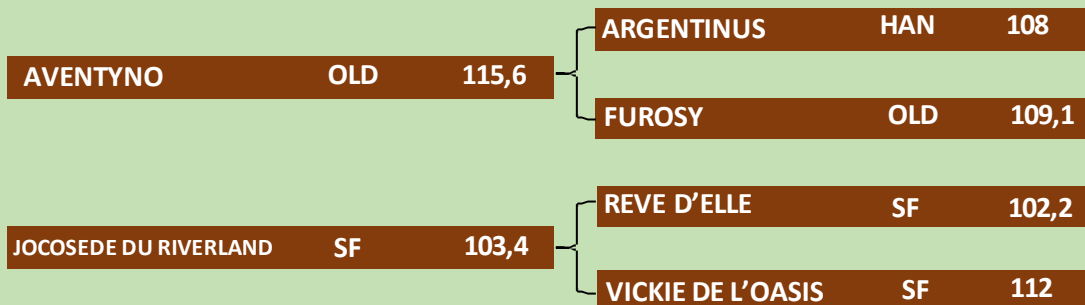 ARGENTINUS HAN 108
AVENTYNO OLD 115,6
FUROSY OLD 109,1
REVE D’ELLE SF 102,2
JOCOSEDE DU RIVERLAND SF 103,4
VICKIE DE L’OASIS SF 112